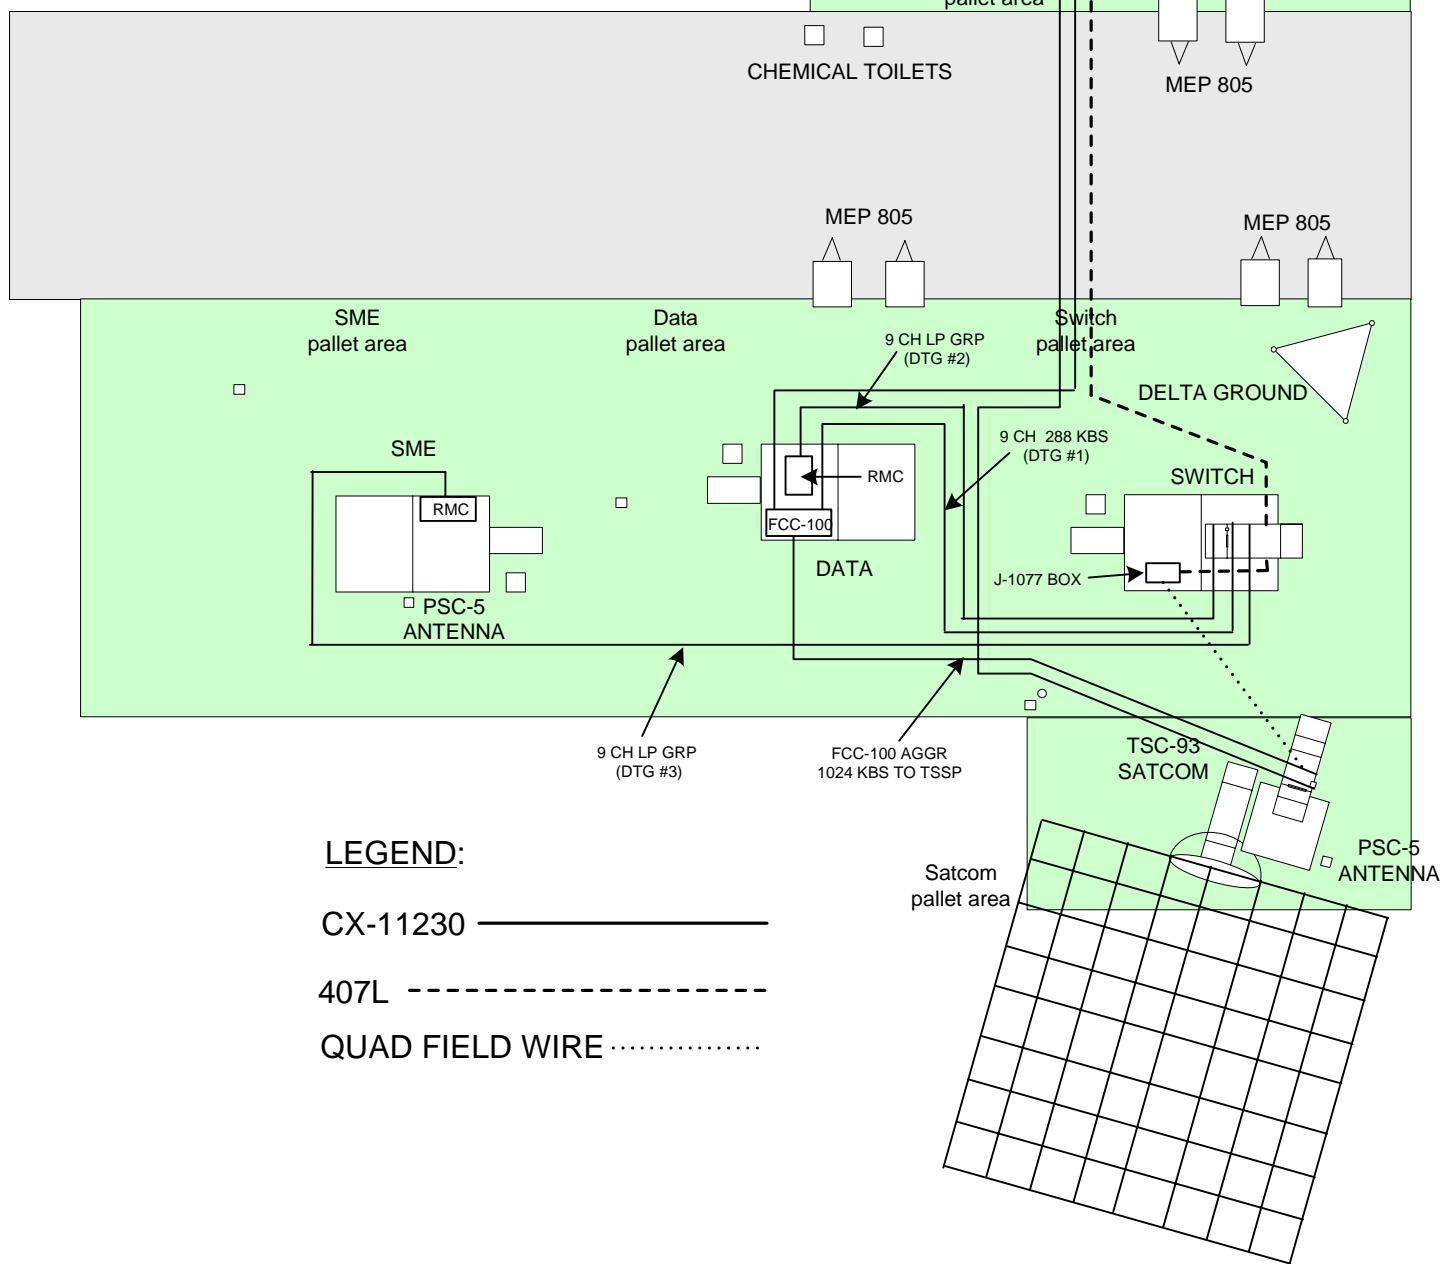 pallet area
CHEMICAL TOILETS
MEP 805
MEP 805
MEP 805
SME
pallet area
Data
pallet area
Switch
pallet area
9 CH LP GRP
(DTG #2)
DELTA GROUND
SME
9 CH 288 KBS
(DTG #1)
RMC
SWITCH
RMC
FCC-100
DATA
J-1077 BOX
PSC-5
ANTENNA
9 CH LP GRP
(DTG #3)
FCC-100 AGGR
1024 KBS TO TSSP
TSC-93
SATCOM
PSC-5
ANTENNA
Satcom
pallet area
LEGEND:
CX-11230
407L
QUAD FIELD WIRE